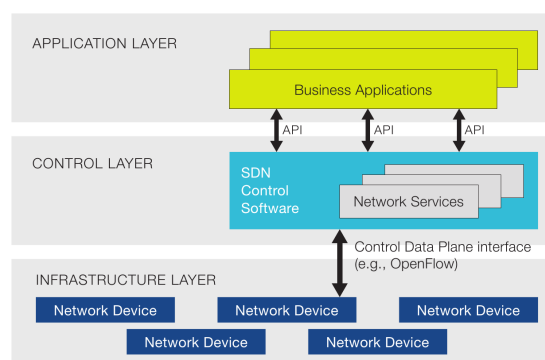 APPLICATION LAYER
Business Applications
API
API
API
CONTROL LAYER
SDN
Control
Software
Network Services
Control Data Plane interface
(e.g., OpenFlow)
INFRASTRUCTURE LAYER
Network Device
Network Device
Network Device
Network Device
Network Device